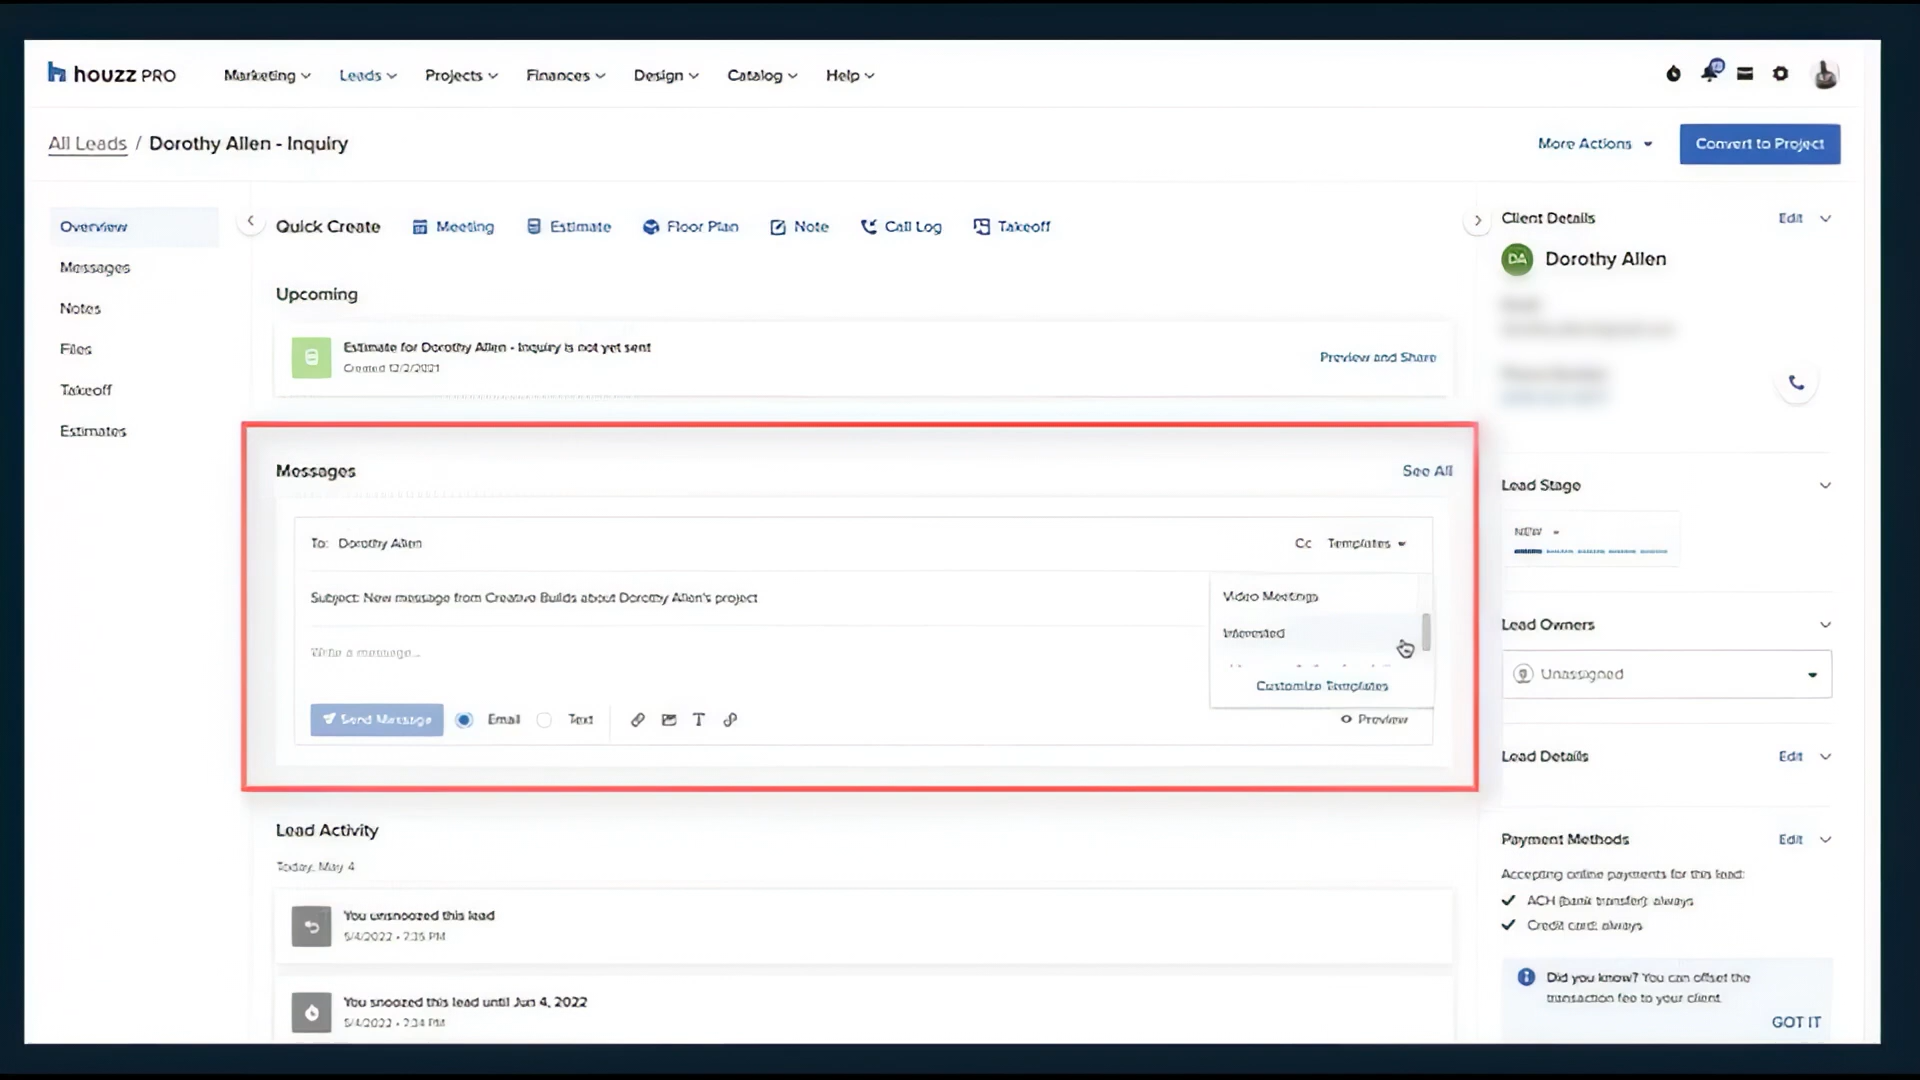 houzz PRO
Marketing Leads Projects Finances Design Catalog Help
All Leads / Dorothy Allen - Inquiry
More Actions
Convert to Project
Overview
Messages
Notes
Files
Takeoff
Estimates
Quick Create Meeting Estimate Floor Plan Note Call Log Takeoff
Upcoming
Estimate for Dorothy Allen - Inquiry is not yet sent
Created 12/2/2021
Preview and Share
Messages
See All
To: Dorothy Allen
Cc Templates
Subject: New message from Creative Builds about Dorothy Allen's project
Write a message...
Video Meetings
Interested
Customize Templates
Send Message Email Text
Preview
Lead Activity
Today, May 4
You unsnoozed this lead
5/4/2022 • 7:35 PM
You snoozed this lead until Jun 4, 2022
5/4/2022 • 7:34 PM
Client Details Edit
DA Dorothy Allen
Lead Stage
NEW
Lead Owners
Unassigned
Lead Details Edit
Payment Methods Edit
Accepting online payments for this lead:
ACH (bank transfer): always
Credit card: always
Did you know? You can offset the
transaction fee to your client.
GOT IT